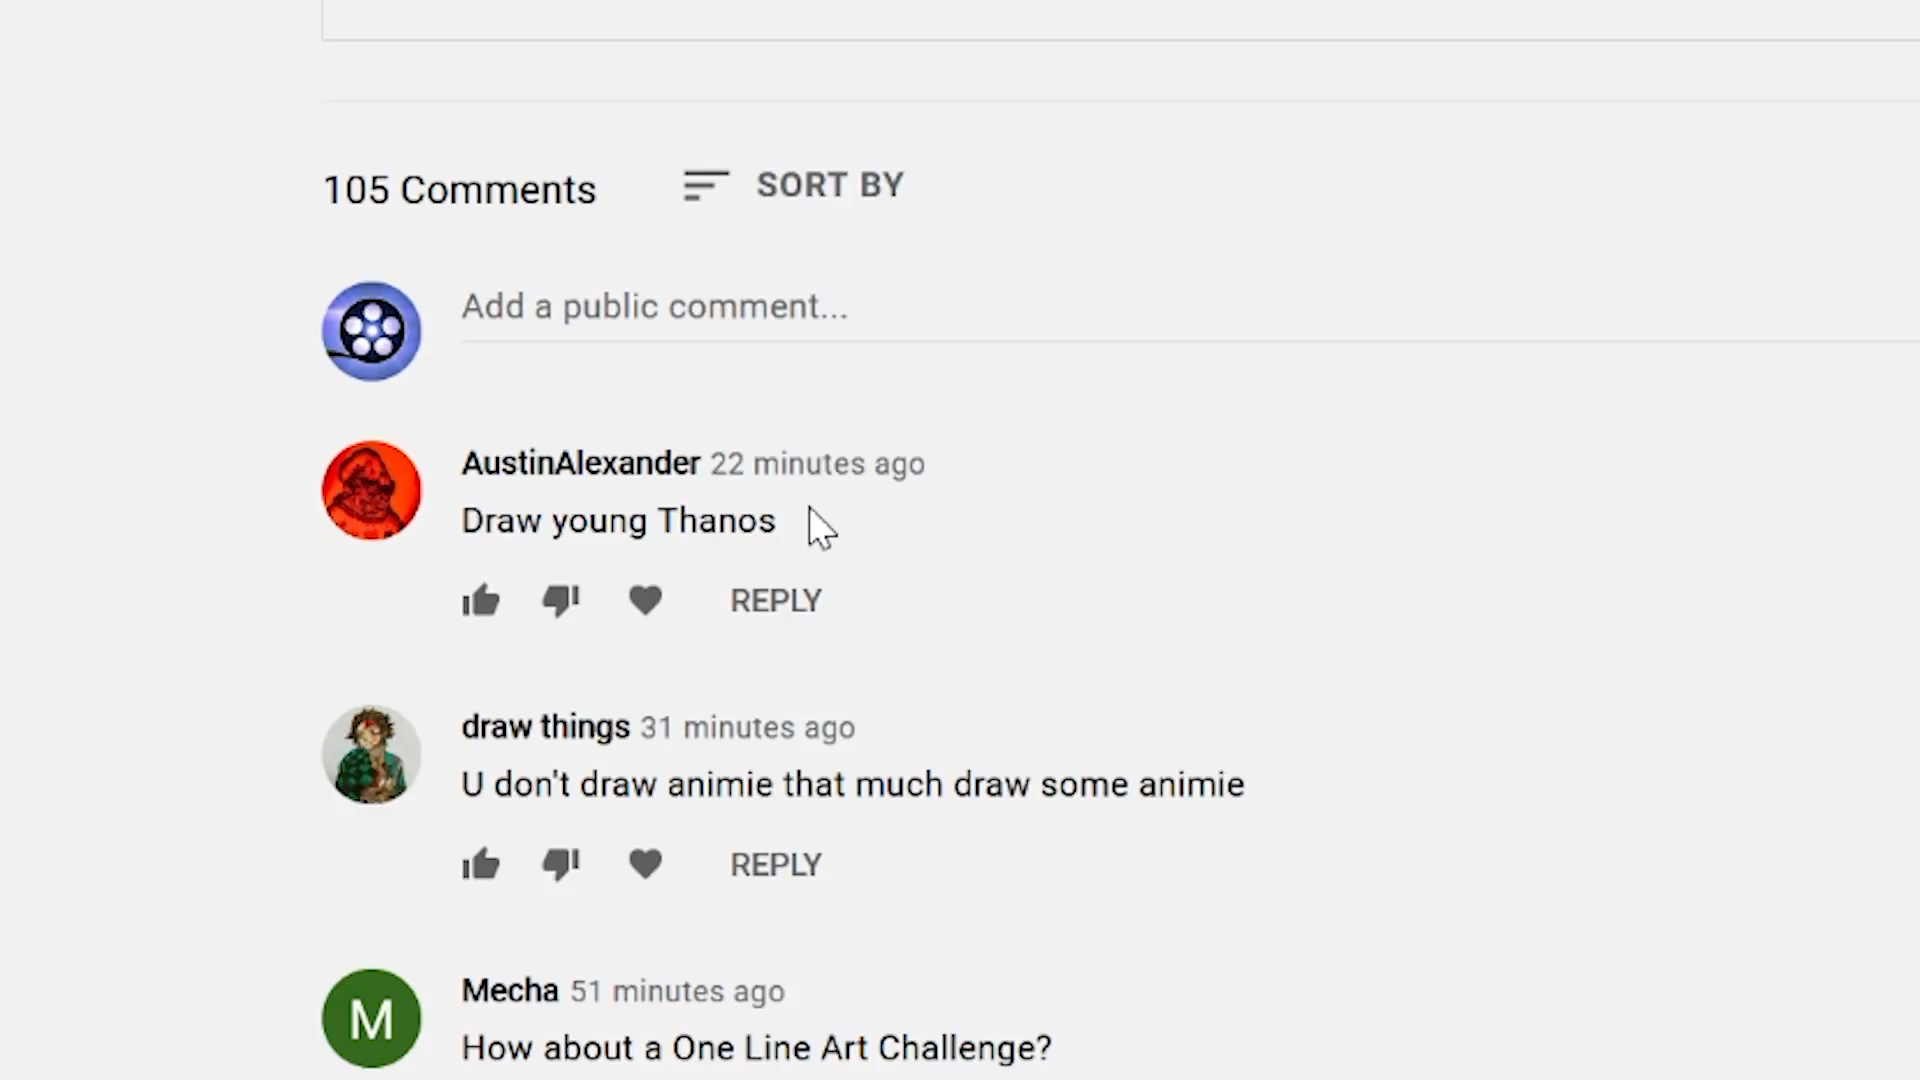 105 Comments SORT BY
Add a public comment...
AustinAlexander 22 minutes ago
Draw young Thanos
REPLY
draw things 31 minutes ago
U don't draw animie that much draw some animie
REPLY
M
Mecha 51 minutes ago
How about a One Line Art Challenge?